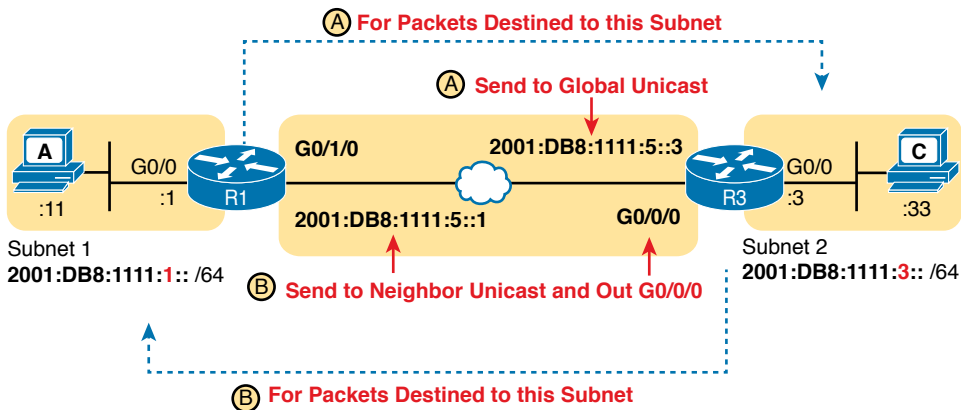 A For Packets Destined to this Subnet
A Send to Global Unicast
A
G0/0
:11
:1
R1
G0/1/0
2001:DB8:1111:5::3
2001:DB8:1111:5::1
G0/0/0
R3
G0/0
:3
C
:33
Subnet 1
2001:DB8:1111:1:: /64
Subnet 2
2001:DB8:1111:3:: /64
B Send to Neighbor Unicast and Out G0/0/0
B For Packets Destined to this Subnet